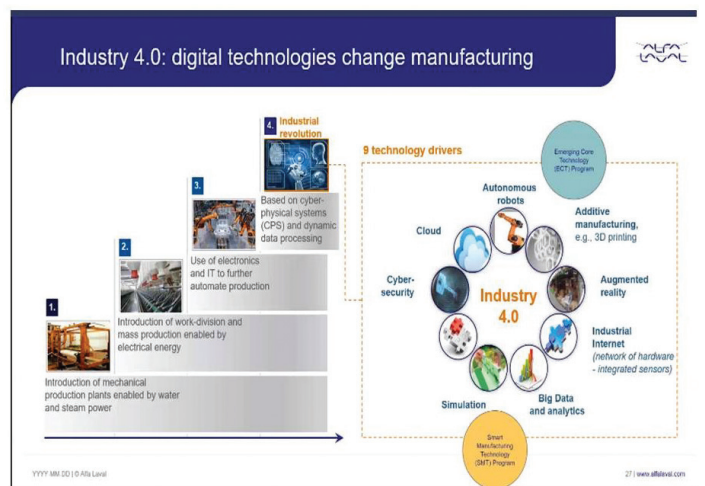 Industry 4.0: digital technologies change manufacturing
ALFA
LAVAL
4. Industrial
revolution
Based on cyber-
physical systems
(CPS) and dynamic
data processing
3.
Use of electronics
and IT to further
automate production
2.
Introduction of work-division and
mass production enabled by
electrical energy
1.
Introduction of mechanical
production plants enabled by water
and steam power
9 technology drivers
Emerging Core
Technology
(ECT) Program
Autonomous
robots
Additive
manufacturing,
e.g., 3D printing
Cloud
Cyber-
security
Augmented
reality
Industry
4.0
Industrial
Internet
(network of hardware
- integrated sensors)
Simulation
Big Data
and analytics
Smart
Manufacturing
Technology
(SMT) Program
YYYY-MM-DD | © Alfa Laval
27 | www.alfalaval.com